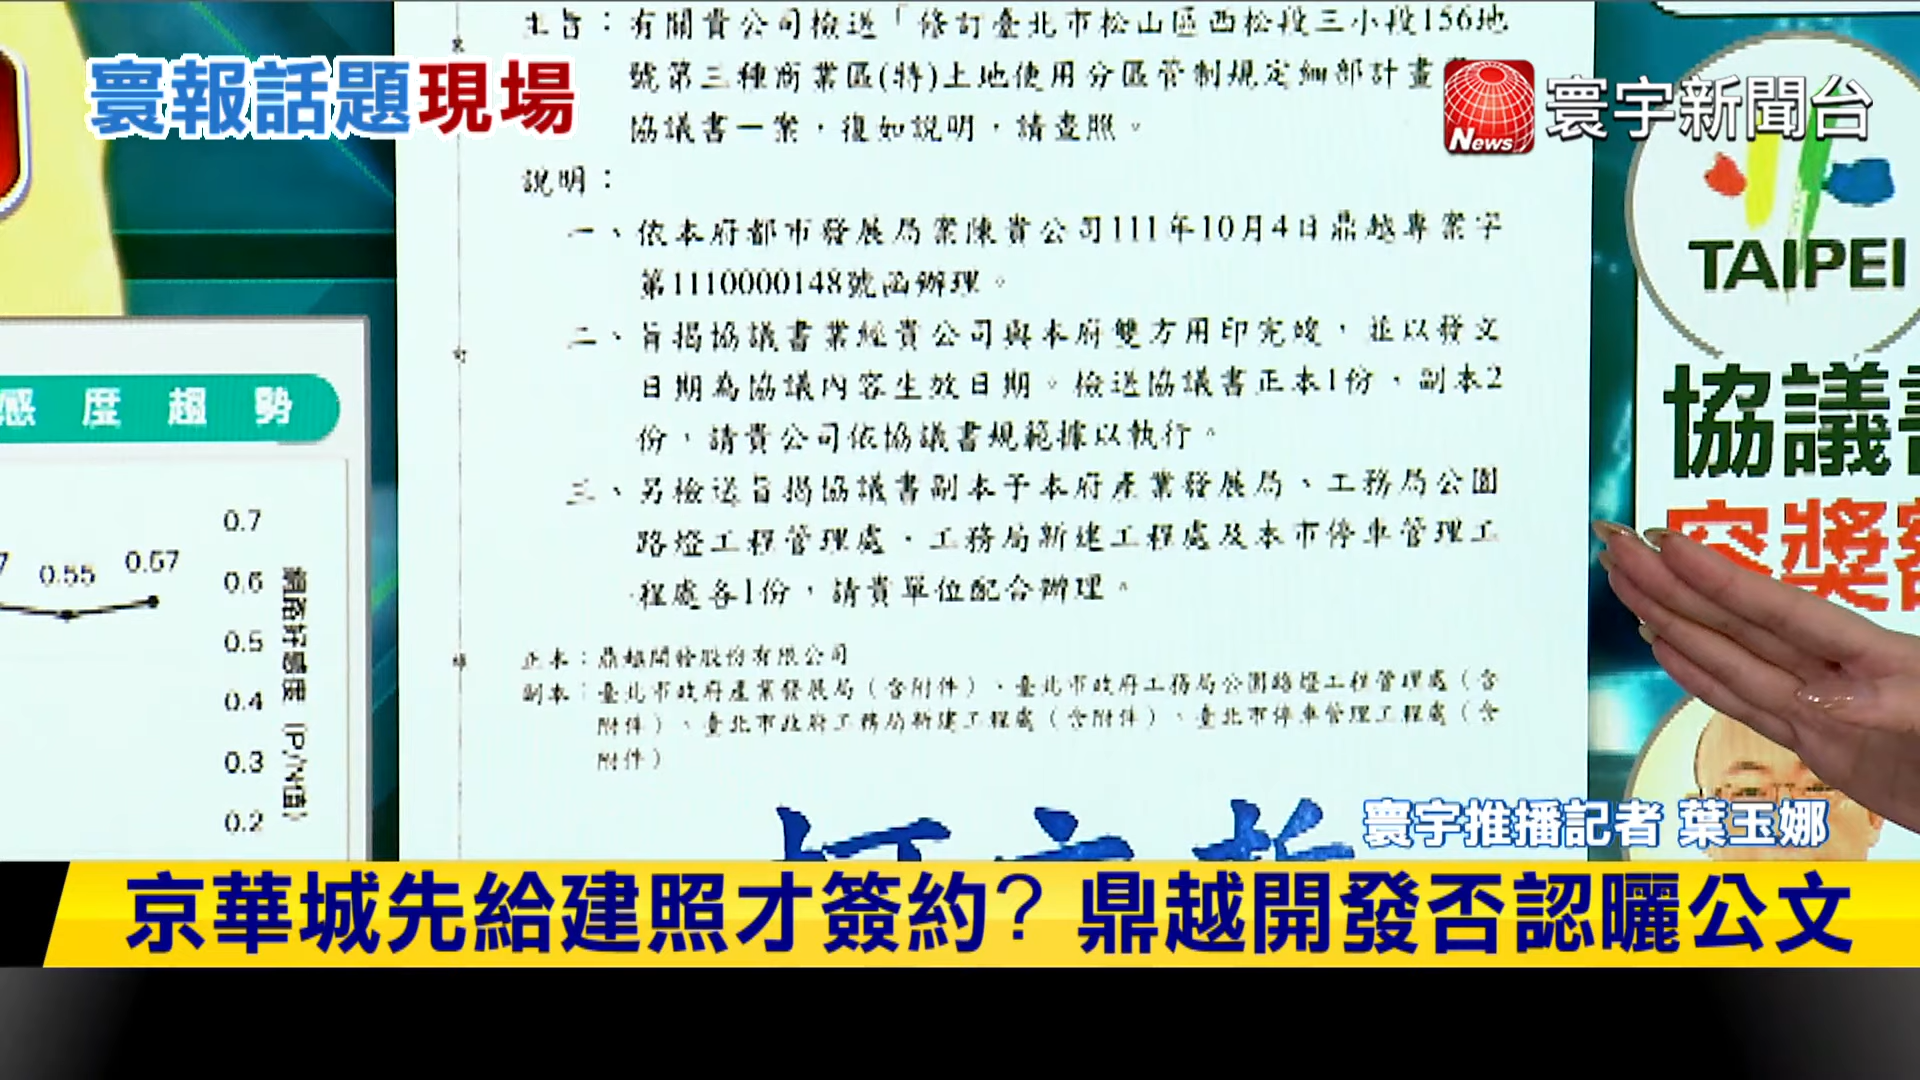 寰報話題現場
寰宇新聞台
News
主旨：有關貴公司檢送「修訂臺北市松山區西松段三小段156地
號第三種商業區(特)土地使用分區管制規定細部計畫
協議書一案，復如說明，請查照。
說明：
一、依本府都市發展局案陳貴公司111年10月4日鼎越專案字
第1110000148號函辦理。
二、旨揭協議書業經貴公司與本府雙方用印完竣，並以發文
日期為協議內容生效日期。檢送協議書正本1份、副本2
份，請貴公司依協議書規範據以執行。
三、另檢送旨揭協議書副本予本府產業發展局、工務局公園
路燈工程管理處、工務局新建工程處及本市停車管理工
程處各1份，請貴單位配合辦理。
訂
線
正本：鼎越開發股份有限公司
副本：臺北市政府產業發展局（含附件）、臺北市政府工務局公園路燈工程管理處（含
附件）、臺北市政府工務局新建工程處（含附件）、臺北市停車管理工程處（含
附件）
柯文哲
感度趨勢
0.55
0.57
0.7
0.6
0.5
0.4
0.3
0.2
網路好感度（P/N值）
TAIPEI
協議
容獎
寰宇推播記者 葉玉娜
京華城先給建照才簽約? 鼎越開發否認曬公文